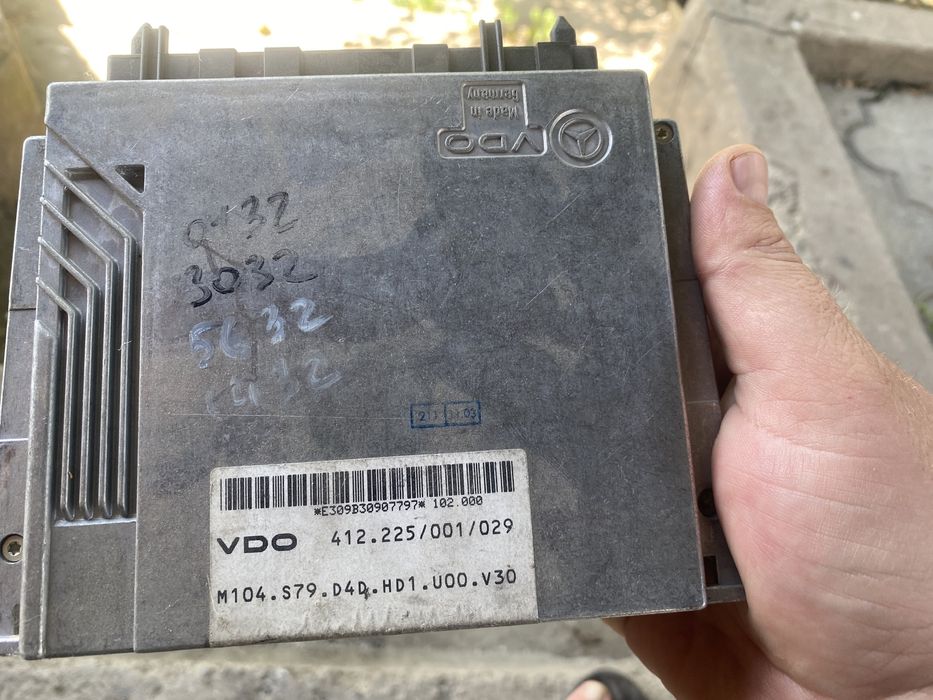 Made in
Germany
VDO
3032
5632
*E309B30907797* 102.000
VDO 412.225/001/029
M104.S79.D4D.HD1.U00.V30